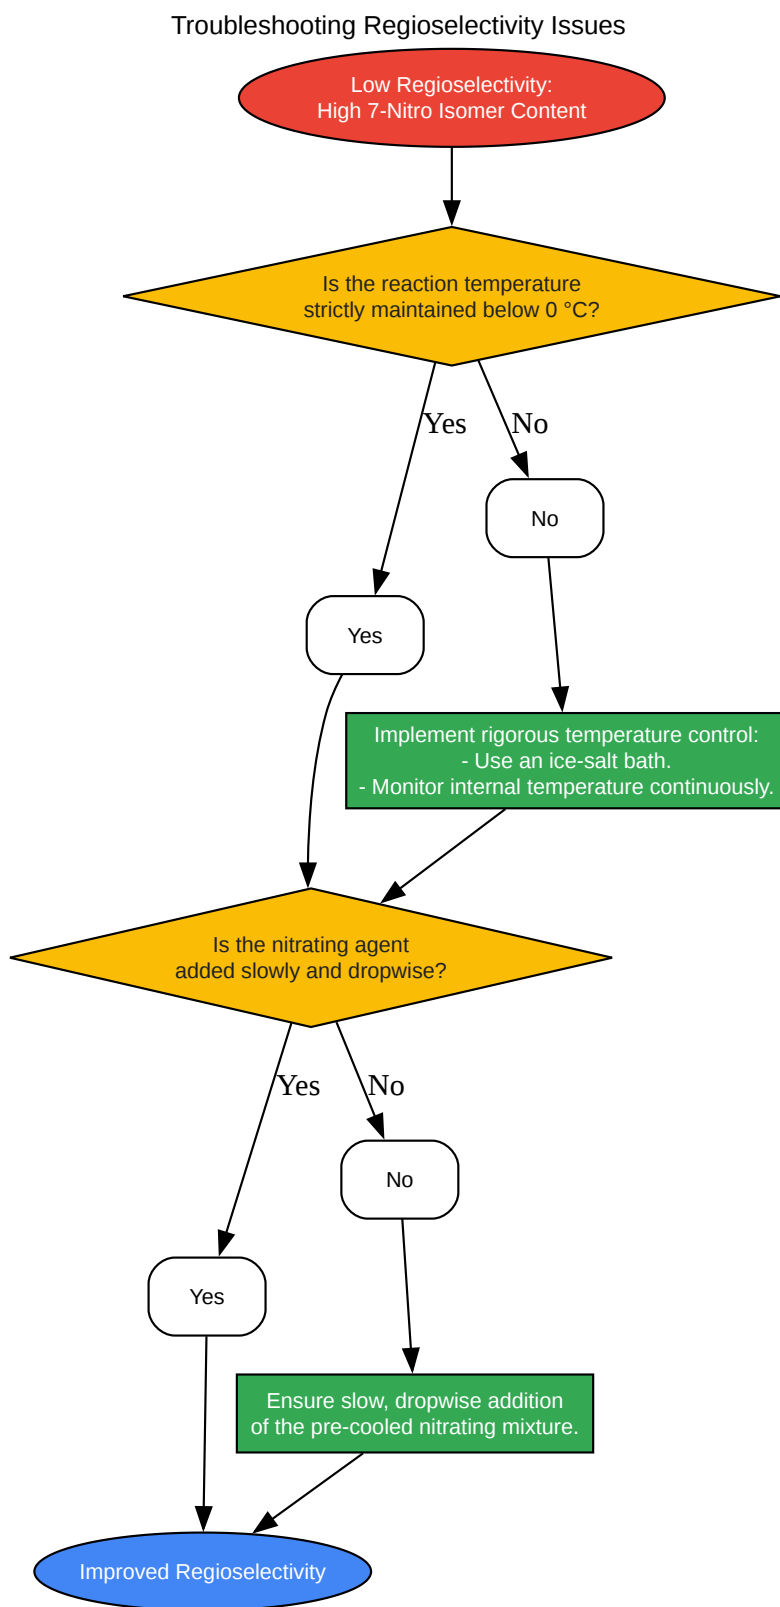 Troubleshooting Regioselectivity Issues
Low Regioselectivity:
High 7-Nitro Isomer Content
Is the reaction temperature
strictly maintained below 0 °C?
Yes
No
No
Yes
Implement rigorous temperature control:
- Use an ice-salt bath.
- Monitor internal temperature continuously.
Is the nitrating agent
added slowly and dropwise?
Yes
No
No
Yes
Ensure slow, dropwise addition
of the pre-cooled nitrating mixture.
Improved Regioselectivity